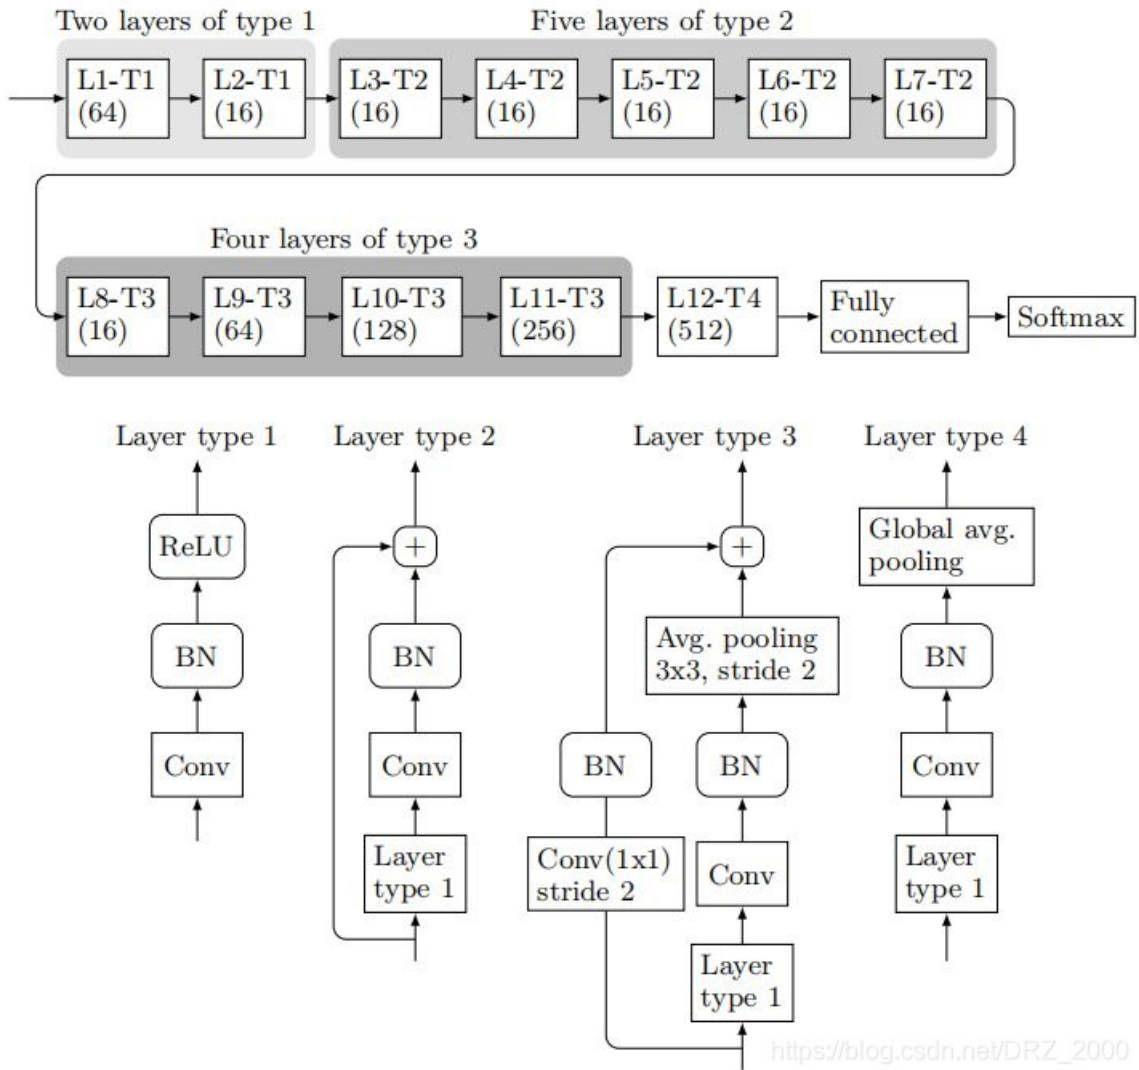 Two layers of type 1
Five layers of type 2
L1-T1
(64)
L2-T1
(16)
L3-T2
(16)
L4-T2
(16)
L5-T2
(16)
L6-T2
(16)
L7-T2
(16)
Four layers of type 3
L8-T3
(16)
L9-T3
(64)
L10-T3
(128)
L11-T3
(256)
L12-T4
(512)
Fully
connected
Softmax
Layer type 1
ReLU
BN
Conv
Layer type 2
+
BN
Conv
Layer
type 1
Layer type 3
+
Avg. pooling
3x3, stride 2
BN
BN
Conv(1x1)
stride 2
Conv
Layer
type 1
Layer type 4
Global avg.
pooling
BN
Conv
Layer
type 1
https://blog.csdn.net/DRZ_2000